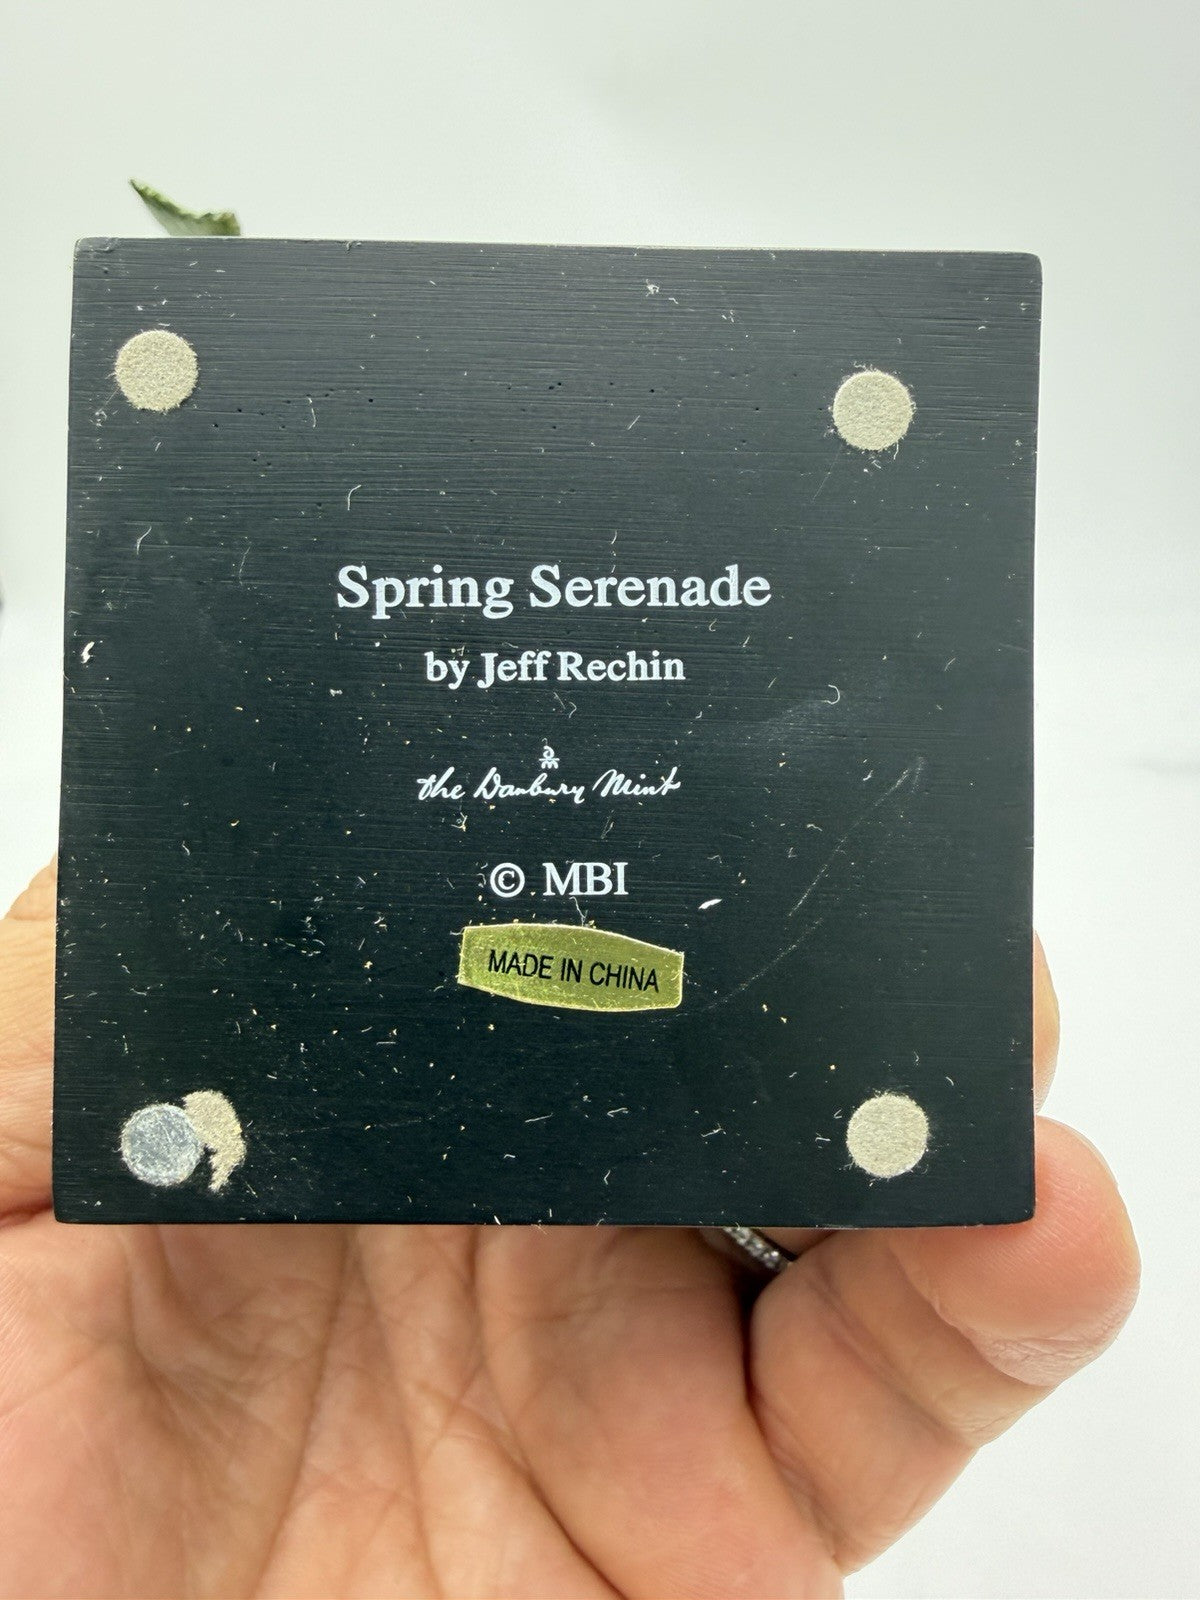 Spring Serenade
by Jeff Rechin
the Danbury Mint
© MBI
MADE IN CHINA